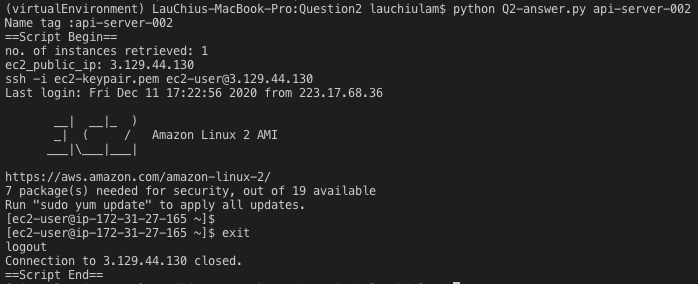 (virtualEnvironment) LauChius-MacBook-Pro:Question2 lauchiulam$ python Q2-answer.py api-server-002
Name tag :api-server-002
==Script Begin==
no. of instances retrieved: 1
ec2_public_ip: 3.129.44.130
ssh -i ec2-keypair.pem ec2-user@3.129.44.130
Last login: Fri Dec 11 17:22:56 2020 from 223.17.68.36

       __|  __|_  )
       _|  (     /   Amazon Linux 2 AMI
      ___|\___|___|

https://aws.amazon.com/amazon-linux-2/
7 package(s) needed for security, out of 19 available
Run "sudo yum update" to apply all updates.
[ec2-user@ip-172-31-27-165 ~]$
[ec2-user@ip-172-31-27-165 ~]$ exit
logout
Connection to 3.129.44.130 closed.
==Script End==